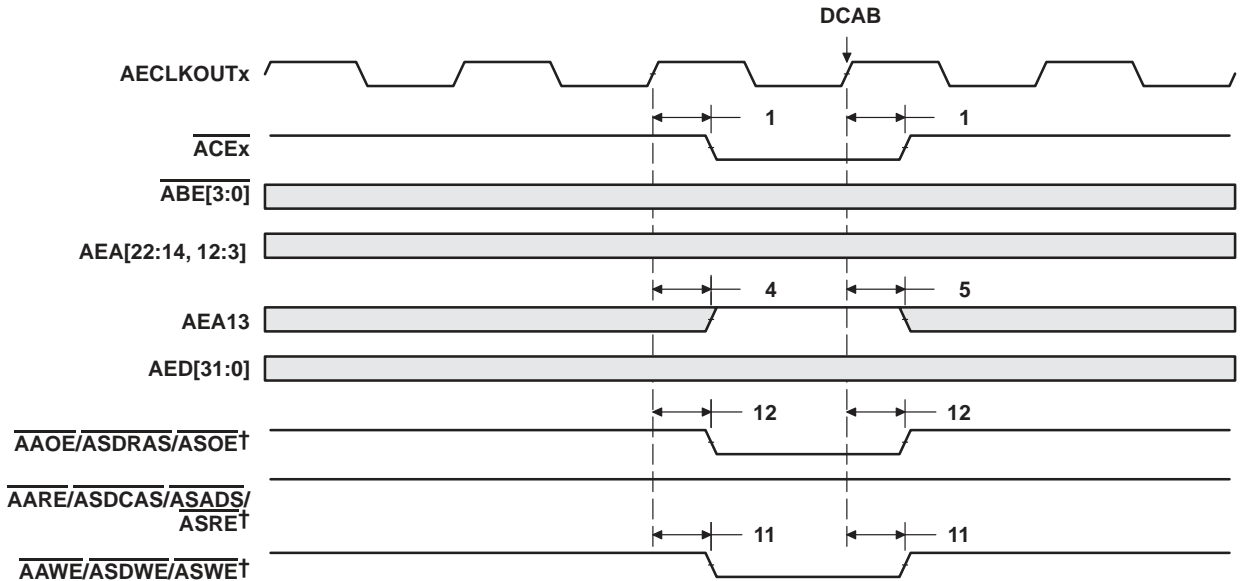 DCAB
AECLKOUTx
1 1
ACEx
ABE[3:0]
AEA[22:14, 12:3]
4 5
AEA13
AED[31:0]
12 12
AAOE/ASDRAS/ASOE†
AARE/ASDCAS/ASADS/
ASRE†
11 11
AAWE/ASDWE/ASWE†